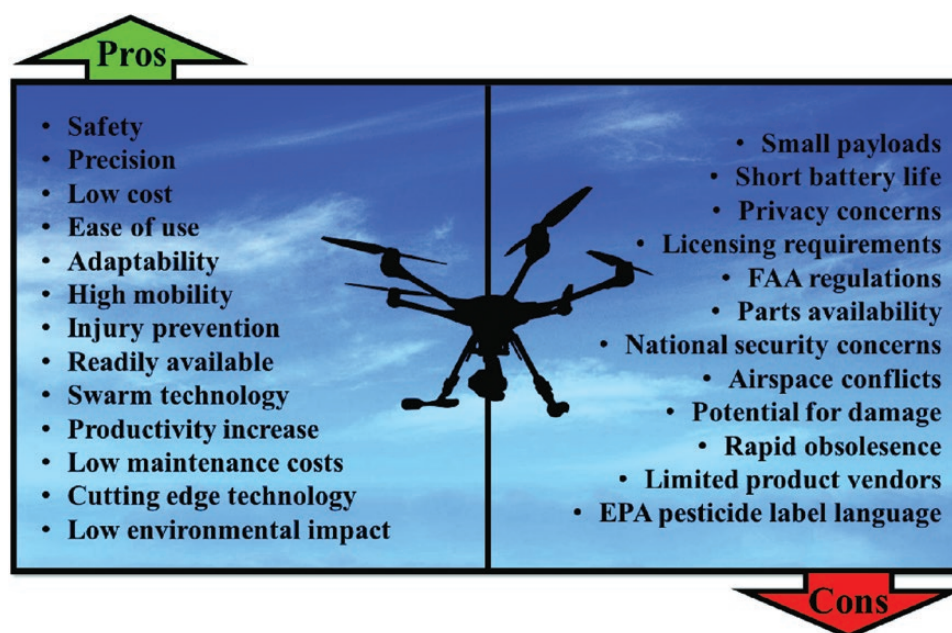 Pros
• Safety
• Precision
• Low cost
• Ease of use
• Adaptability
• High mobility
• Injury prevention
• Readily available
• Swarm technology
• Productivity increase
• Low maintenance costs
• Cutting edge technology
• Low environmental impact
• Small payloads
• Short battery life
• Privacy concerns
• Licensing requirements
• FAA regulations
• Parts availability
• National security concerns
• Airspace conflicts
• Potential for damage
• Rapid obsolesence
• Limited product vendors
• EPA pesticide label language
Cons